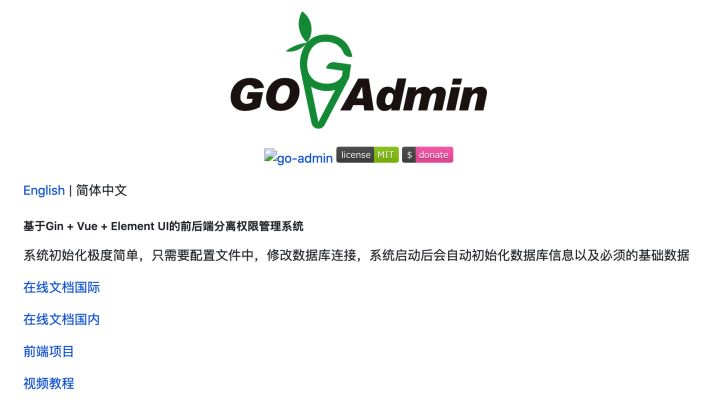 GO Admin
go-admin license MIT $ donate
English | 简体中文
基于Gin + Vue + Element UI的前后端分离权限管理系统
系统初始化极度简单，只需要配置文件中，修改数据库连接，系统启动后会自动初始化数据库信息以及必须的基础数据
在线文档国际
在线文档国内
前端项目
视频教程